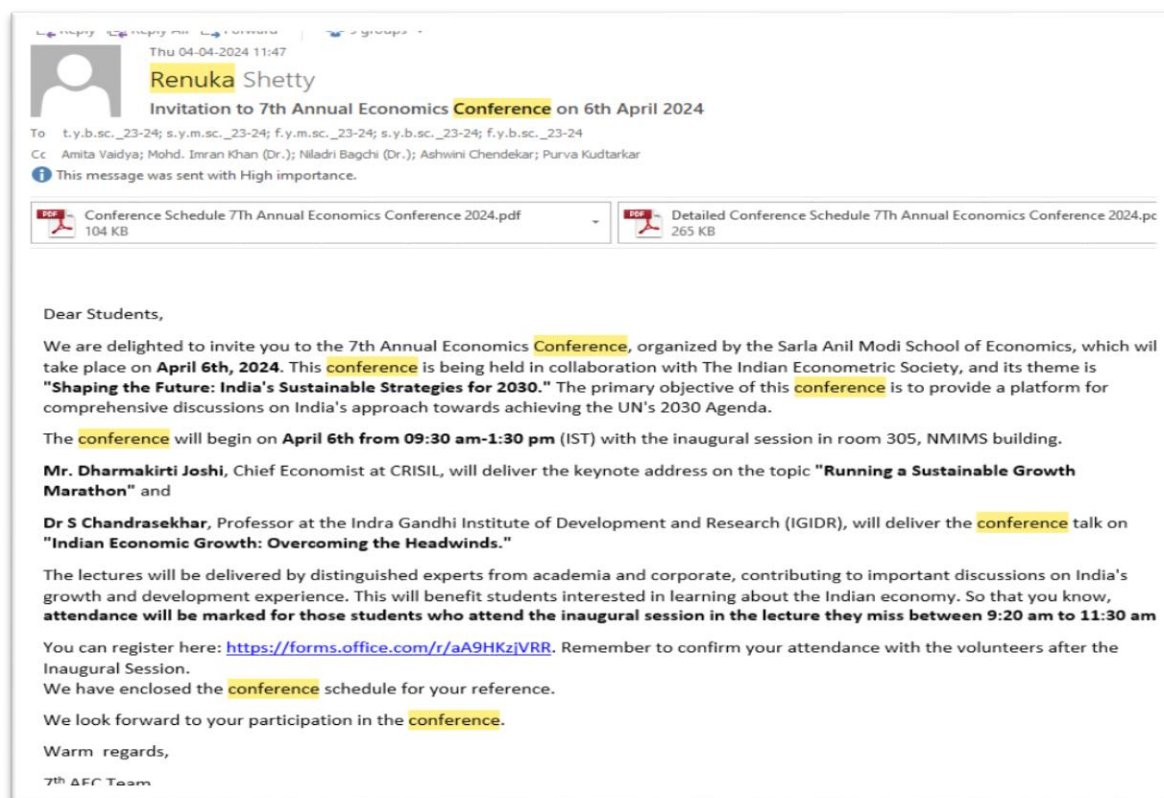 Reply Reply All Forward 9 groups
Thu 04-04-2024 11:47
Renuka Shetty
Invitation to 7th Annual Economics Conference on 6th April 2024
To t.y.b.sc._23-24; s.y.m.sc._23-24; f.y.m.sc._23-24; s.y.b.sc._23-24; f.y.b.sc._23-24
Cc Amita Vaidya; Mohd. Imran Khan (Dr.); Niladri Bagchi (Dr.); Ashwini Chendekar; Purva Kudtarkar
This message was sent with High importance.
Conference Schedule 7Th Annual Economics Conference 2024.pdf
104 KB
Detailed Conference Schedule 7Th Annual Economics Conference 2024.pd
265 KB
Dear Students,
We are delighted to invite you to the 7th Annual Economics Conference, organized by the Sarla Anil Modi School of Economics, which wil
take place on April 6th, 2024. This conference is being held in collaboration with The Indian Econometric Society, and its theme is
"Shaping the Future: India's Sustainable Strategies for 2030." The primary objective of this conference is to provide a platform for
comprehensive discussions on India's approach towards achieving the UN's 2030 Agenda.
The conference will begin on April 6th from 09:30 am-1:30 pm (IST) with the inaugural session in room 305, NMIMS building.
Mr. Dharmakirti Joshi, Chief Economist at CRISIL, will deliver the keynote address on the topic "Running a Sustainable Growth
Marathon" and
Dr S Chandrasekhar, Professor at the Indra Gandhi Institute of Development and Research (IGIDR), will deliver the conference talk on
"Indian Economic Growth: Overcoming the Headwinds."
The lectures will be delivered by distinguished experts from academia and corporate, contributing to important discussions on India's
growth and development experience. This will benefit students interested in learning about the Indian economy. So that you know,
attendance will be marked for those students who attend the inaugural session in the lecture they miss between 9:20 am to 11:30 am
You can register here: https://forms.office.com/r/aA9HKzjVRR. Remember to confirm your attendance with the volunteers after the
Inaugural Session.
We have enclosed the conference schedule for your reference.
We look forward to your participation in the conference.
Warm regards,
7th AEC Team